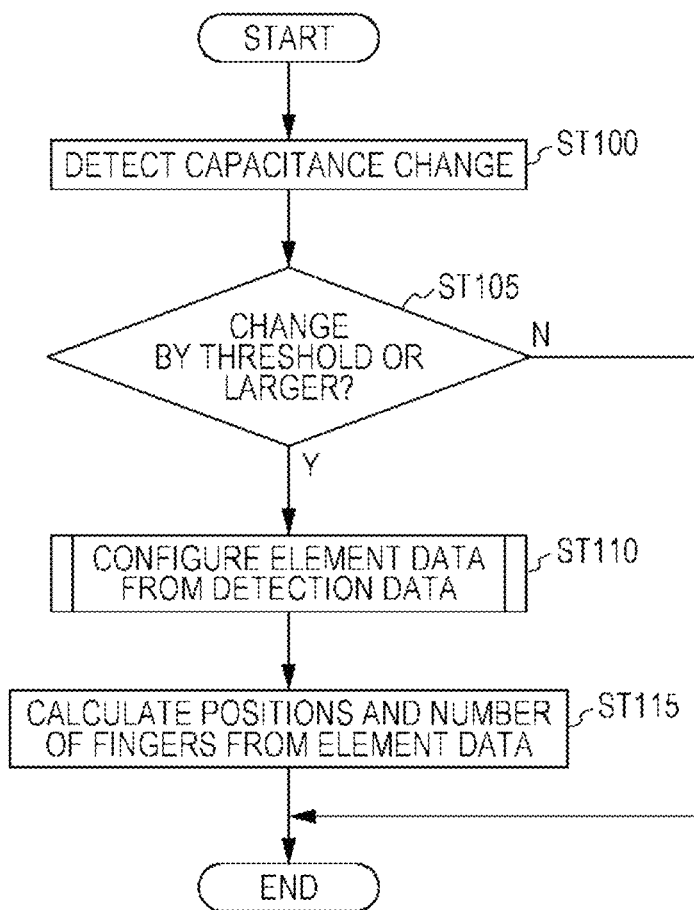 START
DETECT CAPACITANCE CHANGE
ST100
ST105
CHANGE
BY THRESHOLD OR
LARGER?
N
Y
CONFIGURE ELEMENT DATA
FROM DETECTION DATA
ST110
CALCULATE POSITIONS AND NUMBER
OF FINGERS FROM ELEMENT DATA
ST115
END